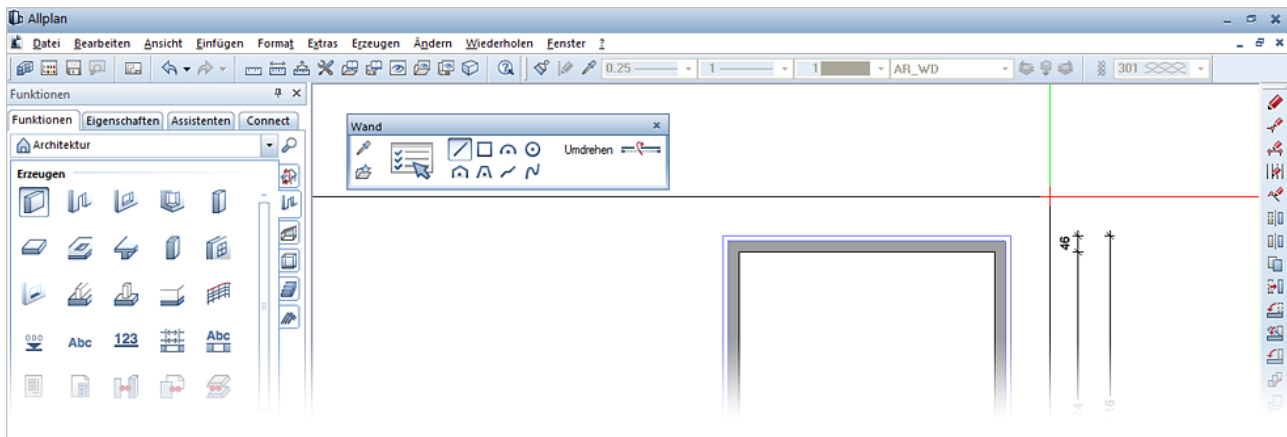 Allplan
Datei Bearbeiten Ansicht Einfügen Format Extras Erzeugen Ändern Wiederholen Fenster ?
0.25 1 1 AR_WD 301
Funktionen
Funktionen Eigenschaften Assistenten Connect
Architektur
Erzeugen
Abc 123 Abc
Wand
Umdrehen
46
16